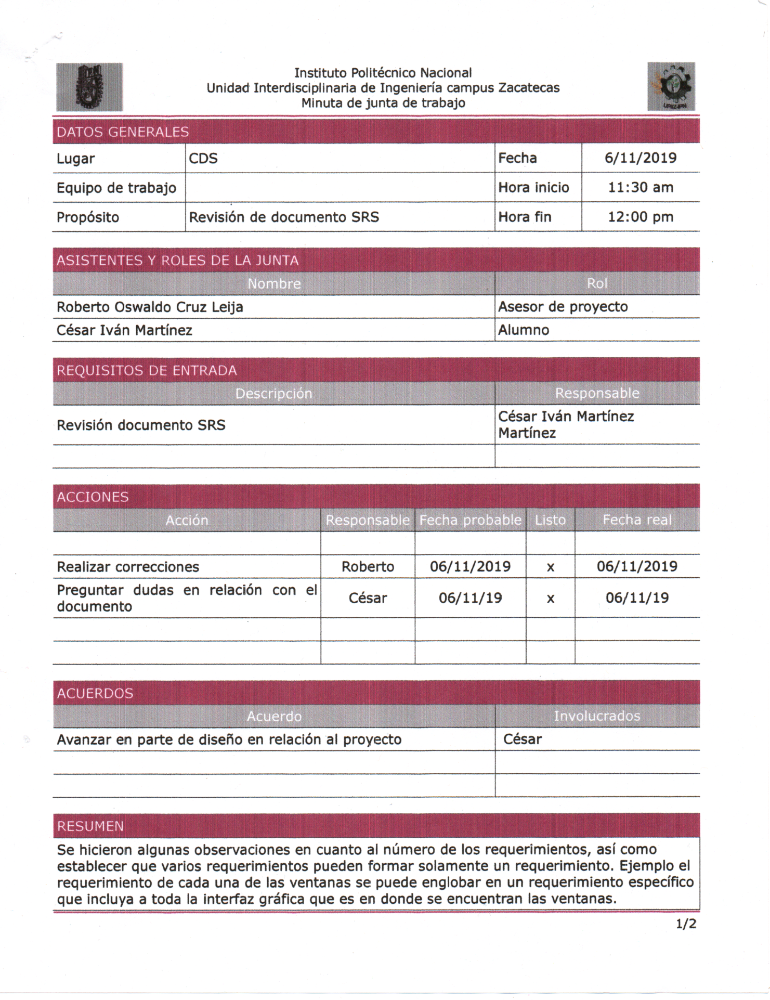 Instituto Politécnico Nacional
Unidad Interdisciplinaria de Ingeniería campus Zacatecas
Minuta de junta de trabajo
UPIIZ-IPN
DATOS GENERALES
Lugar CDS Fecha 6/11/2019
Equipo de trabajo Hora inicio 11:30 am
Propósito Revisión de documento SRS Hora fin 12:00 pm
ASISTENTES Y ROLES DE LA JUNTA
Nombre Rol
Roberto Oswaldo Cruz Leija Asesor de proyecto
César Iván Martínez Alumno
REQUISITOS DE ENTRADA
Descripción Responsable
Revisión documento SRS César Iván Martínez
Martínez
ACCIONES
Acción Responsable Fecha probable Listo Fecha real
Realizar correcciones Roberto 06/11/2019 x 06/11/2019
Preguntar dudas en relación con el
documento César 06/11/19 x 06/11/19
ACUERDOS
Acuerdo Involucrados
Avanzar en parte de diseño en relación al proyecto César
RESUMEN
Se hicieron algunas observaciones en cuanto al número de los requerimientos, así como
establecer que varios requerimientos pueden formar solamente un requerimiento. Ejemplo el
requerimiento de cada una de las ventanas se puede englobar en un requerimiento específico
que incluya a toda la interfaz gráfica que es en donde se encuentran las ventanas.
1/2